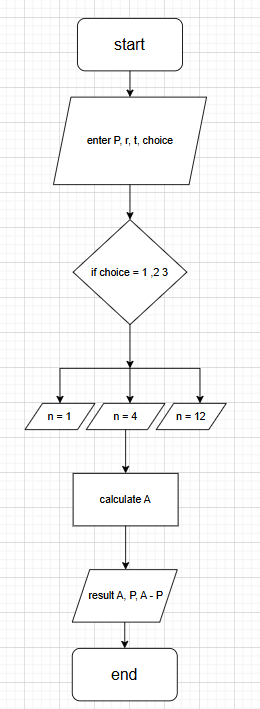 start
enter P, r, t, choice
if choice = 1 ,2 3
n = 1
n = 4
n = 12
calculate A
result A, P, A - P
end